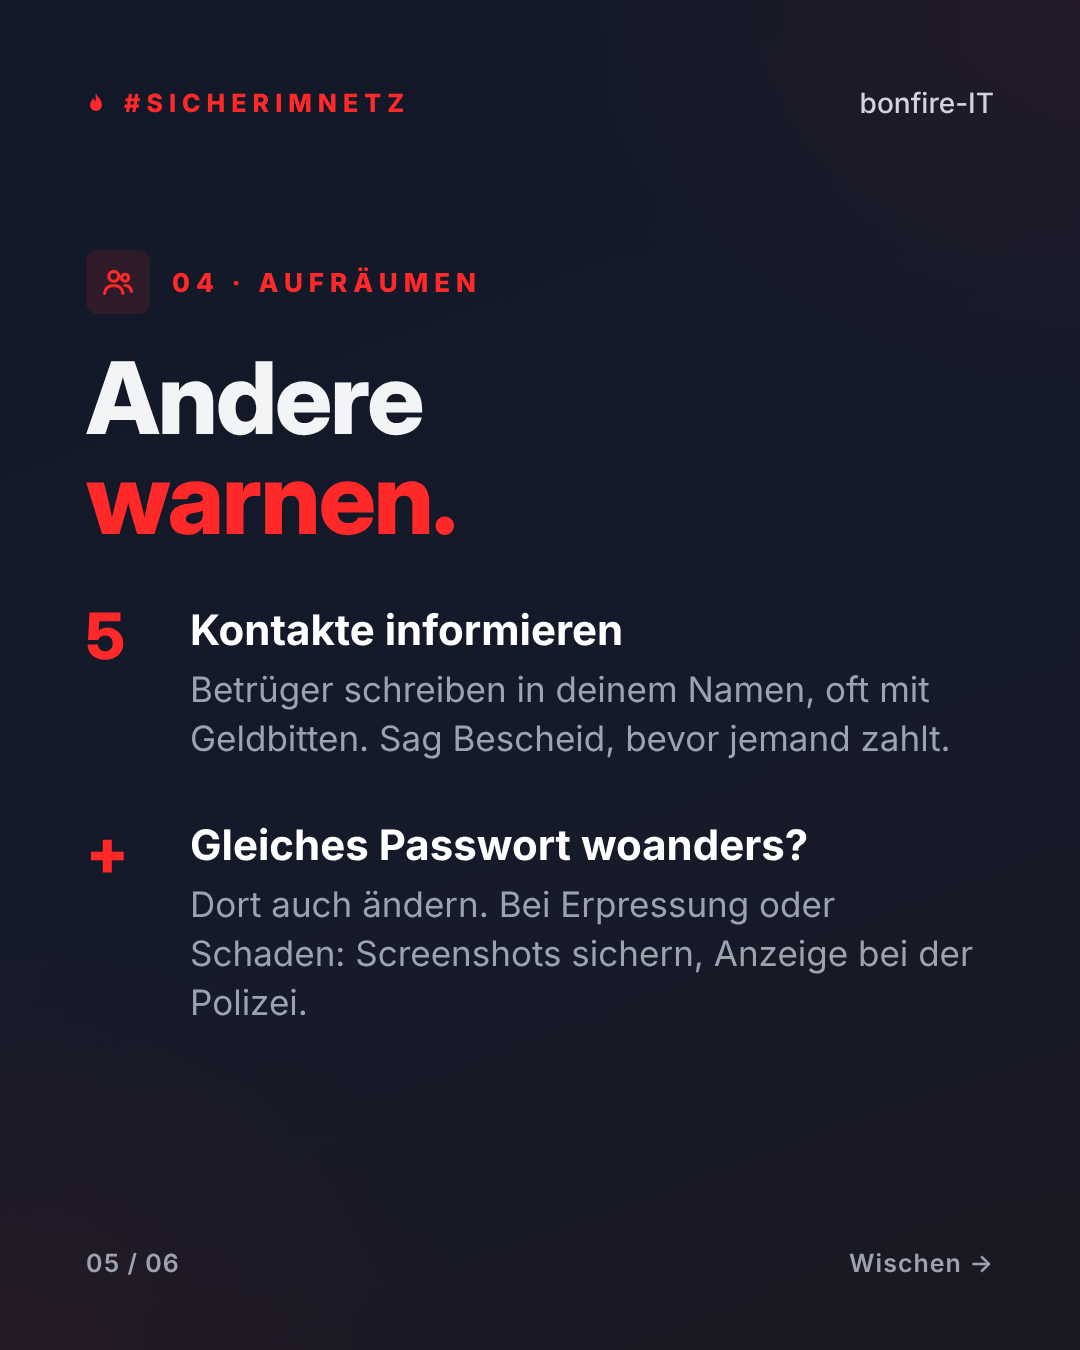 #SICHERIMNETZ
bonfire-IT
04 · AUFRÄUMEN
Andere
warnen.
5
Kontakte informieren
Betrüger schreiben in deinem Namen, oft mit
Geldbitten. Sag Bescheid, bevor jemand zahlt.
+
Gleiches Passwort woanders?
Dort auch ändern. Bei Erpressung oder
Schaden: Screenshots sichern, Anzeige bei der
Polizei.
05 / 06
Wischen →